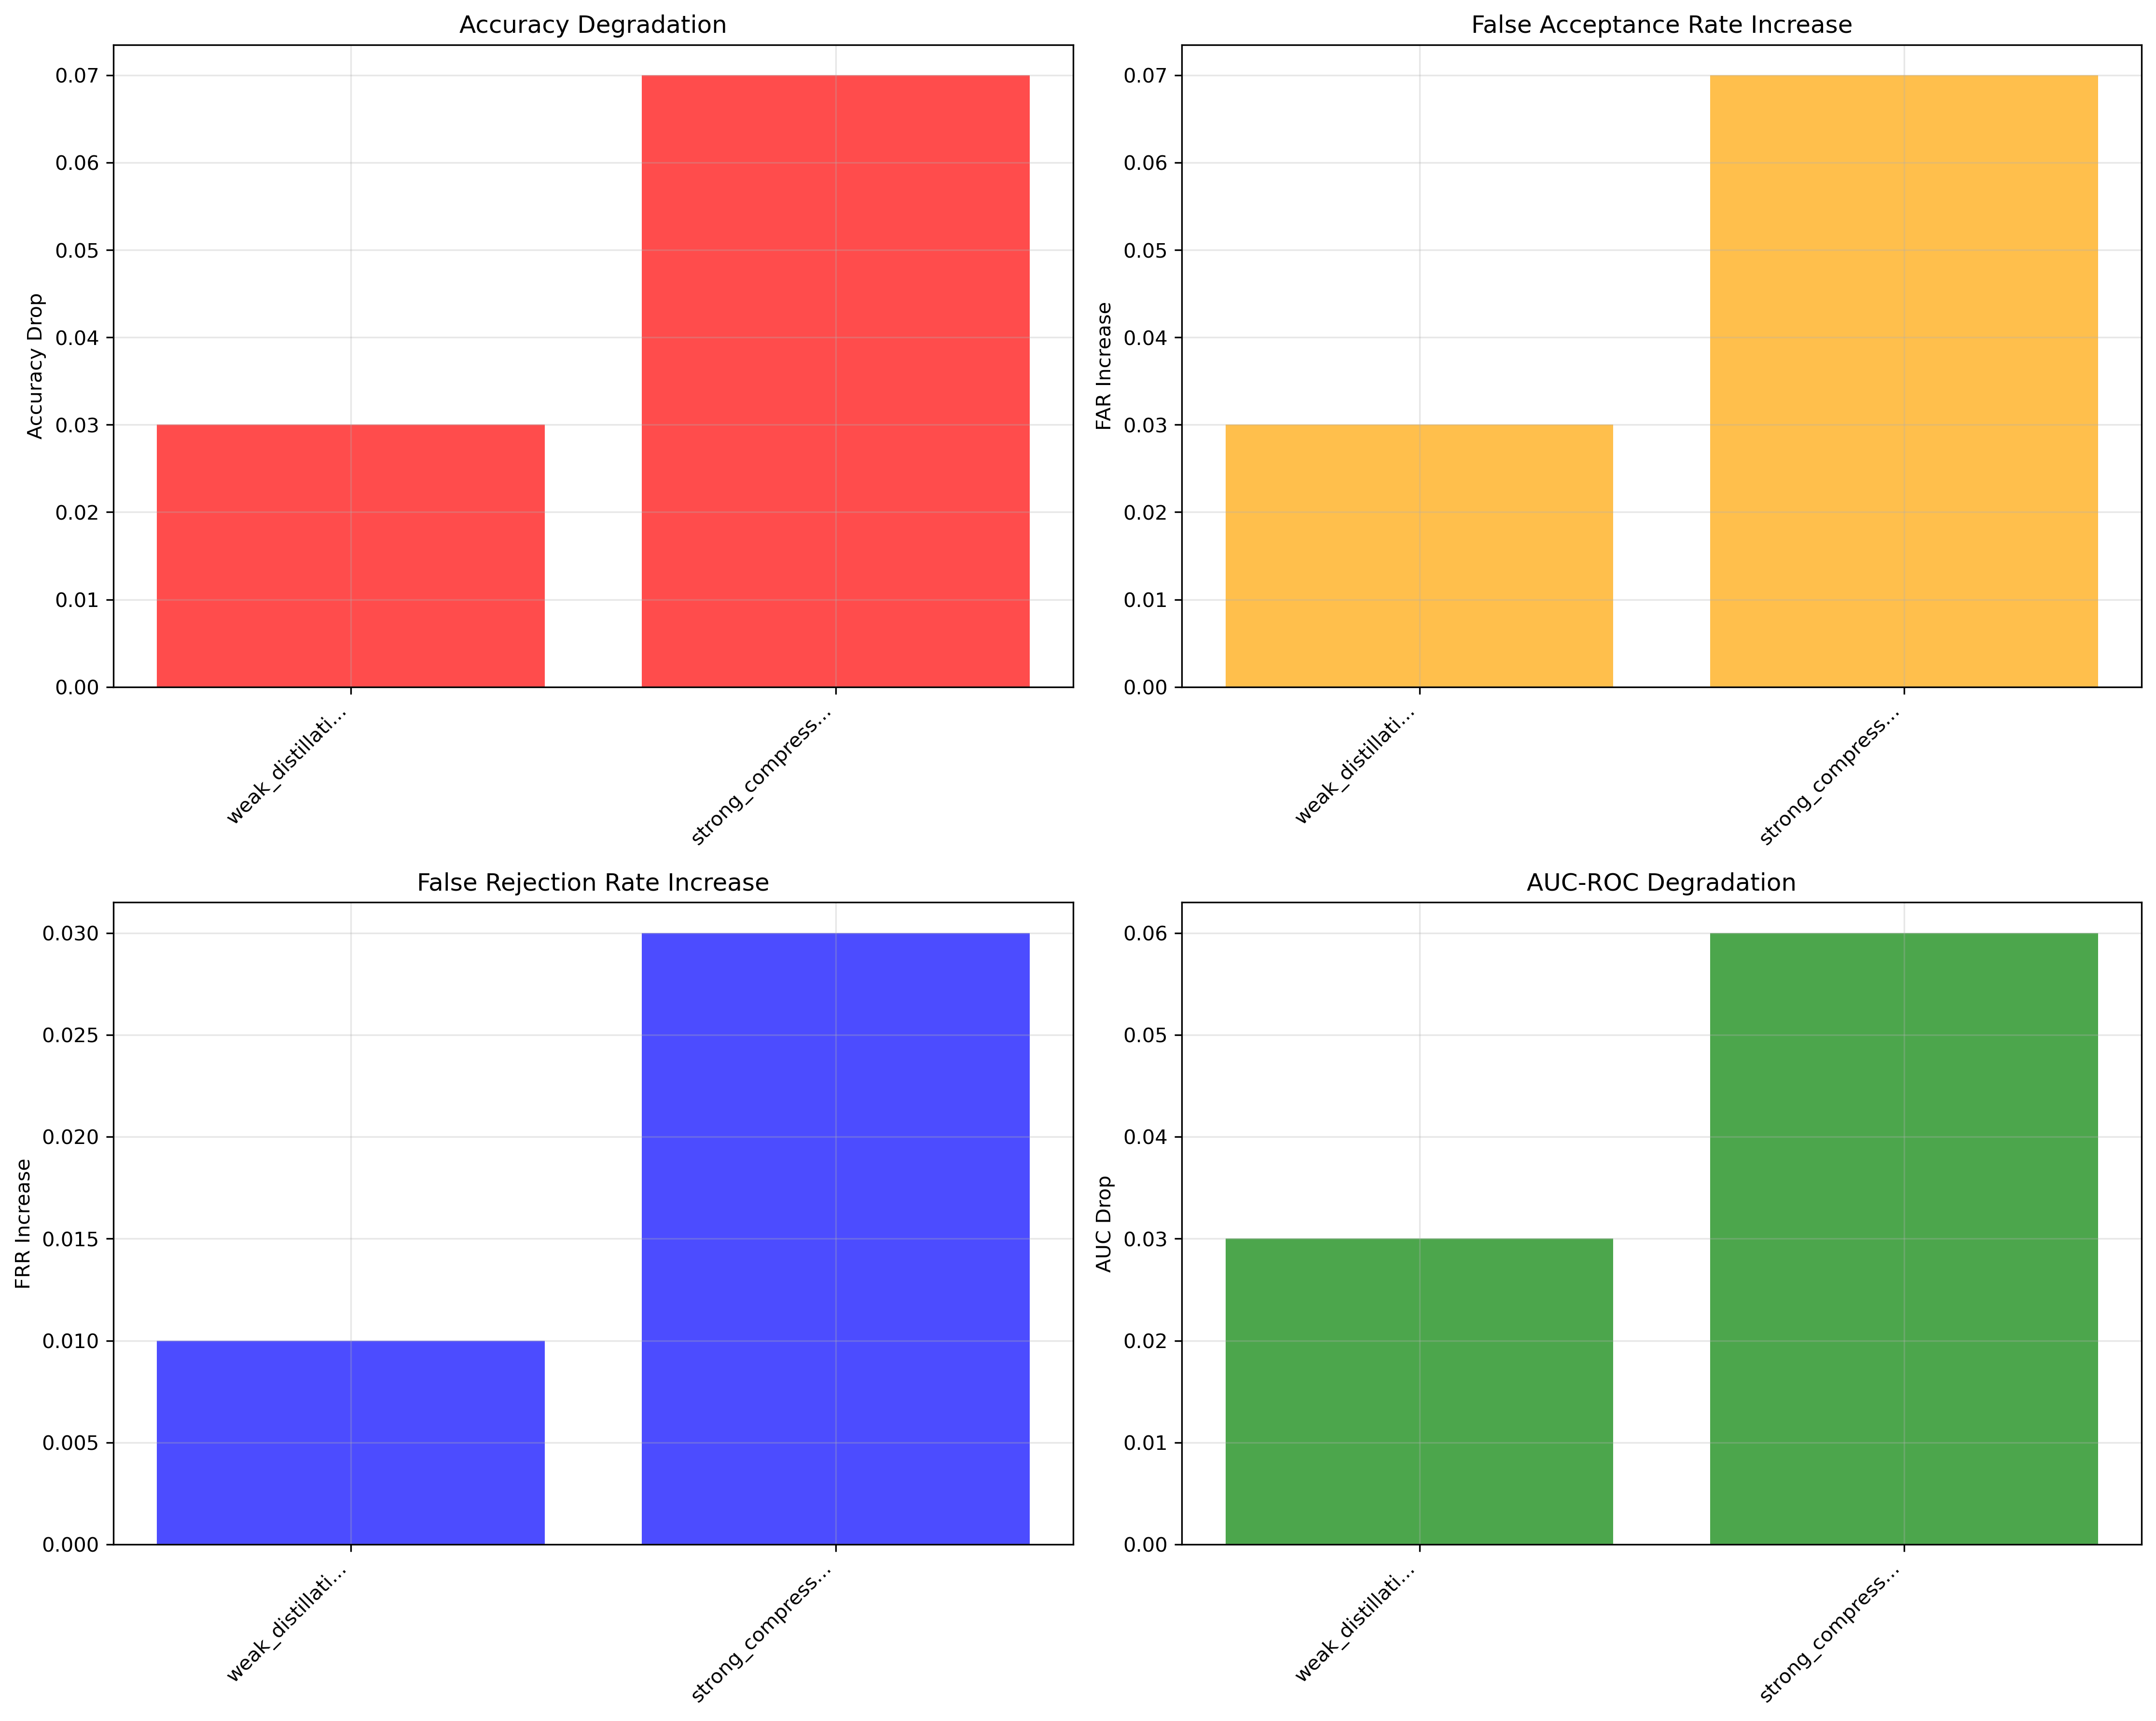 Accuracy Degradation
Accuracy Drop
0.07
0.06
0.05
0.04
0.03
0.02
0.01
0.00
weak_distillati...
strong_compress...
False Acceptance Rate Increase
FAR Increase
0.07
0.06
0.05
0.04
0.03
0.02
0.01
0.00
weak_distillati...
strong_compress...
False Rejection Rate Increase
FRR Increase
0.030
0.025
0.020
0.015
0.010
0.005
0.000
weak_distillati...
strong_compress...
AUC-ROC Degradation
AUC Drop
0.06
0.05
0.04
0.03
0.02
0.01
0.00
weak_distillati...
strong_compress...